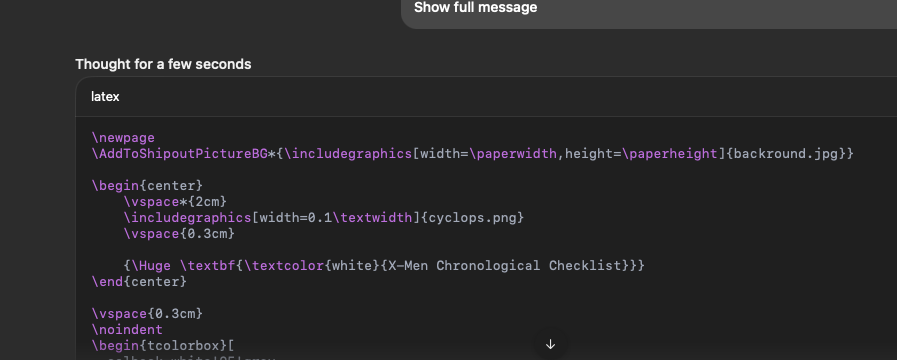 Show full message
Thought for a few seconds
latex
\newpage
\AddToShipoutPictureBG*{\includegraphics[width=\paperwidth,height=\paperheight]{backround.jpg}}
\begin{center}
\vspace*{2cm}
\includegraphics[width=0.1\textwidth]{cyclops.png}
\vspace{0.3cm}
{\Huge \textbf{\textcolor{white}{X-Men Chronological Checklist}}}
\end{center}
\vspace{0.3cm}
\noindent
\begin{tcolorbox}[